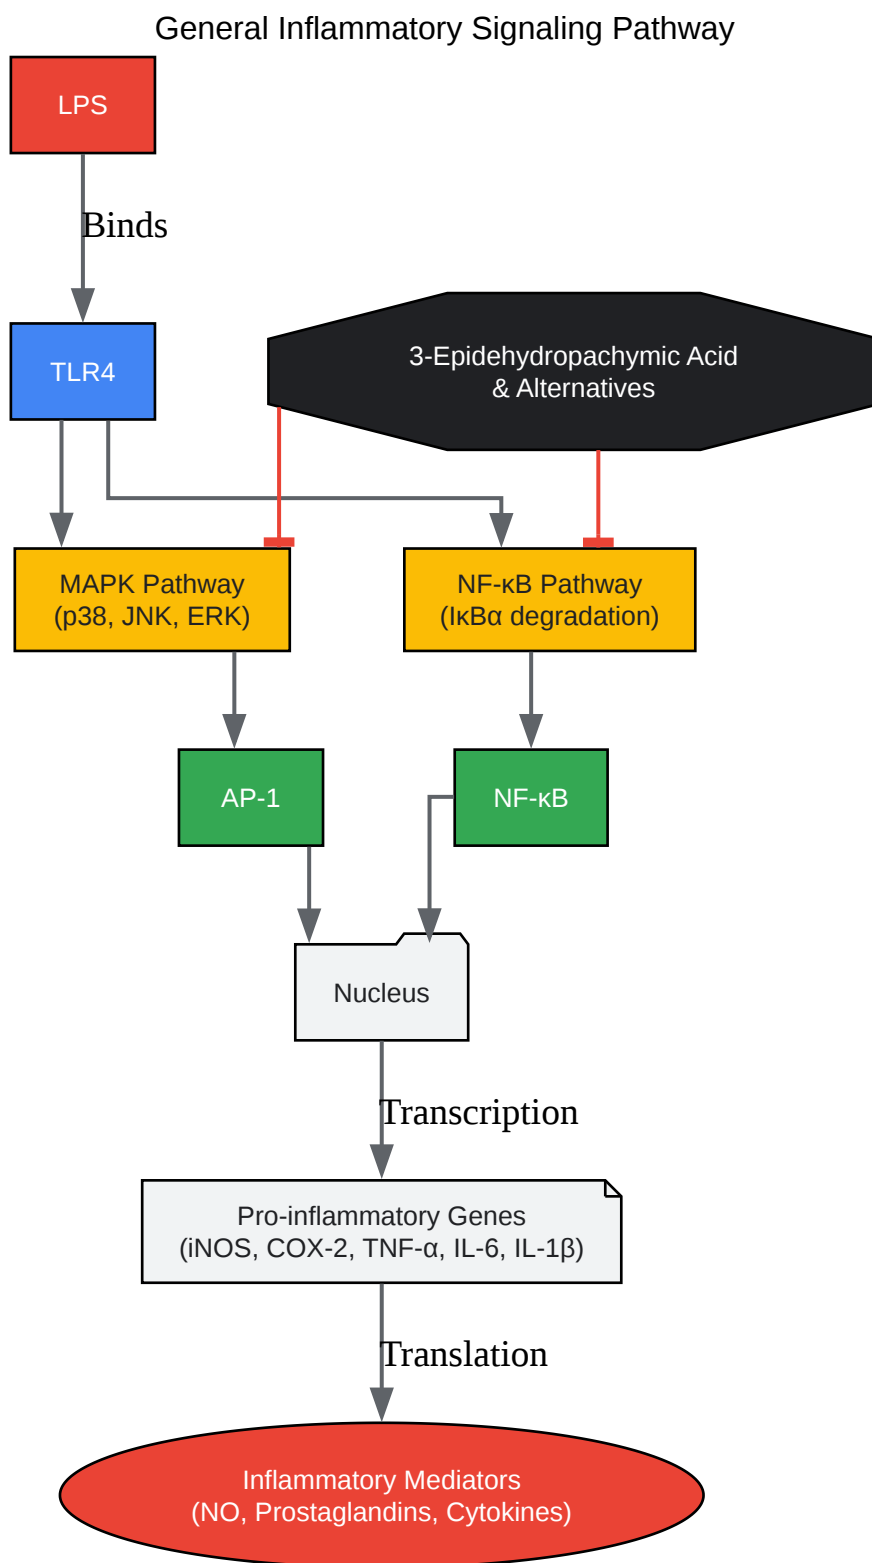 General Inflammatory Signaling Pathway
LPS
Binds
TLR4
3-Epidehydropachymic Acid
& Alternatives
MAPK Pathway
(p38, JNK, ERK)
NF-κB Pathway
(IκBα degradation)
AP-1
NF-κB
Nucleus
Transcription
Pro-inflammatory Genes
(iNOS, COX-2, TNF-α, IL-6, IL-1β)
Translation
Inflammatory Mediators
(NO, Prostaglandins, Cytokines)